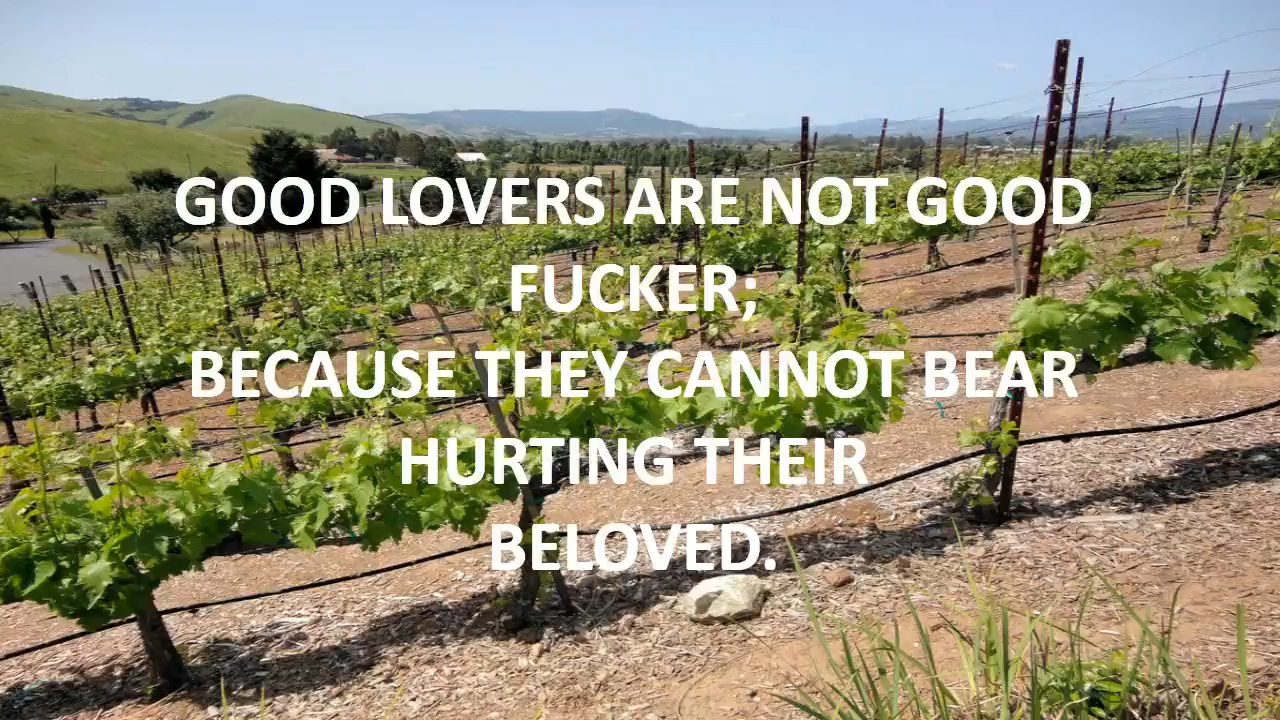 GOOD LOVERS ARE NOT GOOD
FUCKER;
BECAUSE THEY CANNOT BEAR
HURTING THEIR
BELOVED.